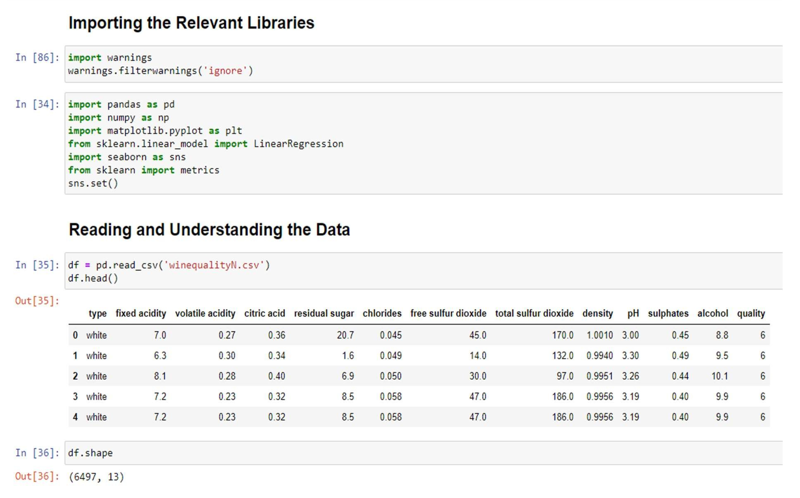 Importing the Relevant Libraries
In [86]: import warnings
warnings.filterwarnings('ignore')
In [34]: import pandas as pd
import numpy as np
import matplotlib.pyplot as plt
from sklearn.linear_model import LinearRegression
import seaborn as sns
from sklearn import metrics
sns.set()
Reading and Understanding the Data
In [35]: df = pd.read_csv('winequalityN.csv')
df.head()
Out[35]:
type fixed acidity volatile acidity citric acid residual sugar chlorides free sulfur dioxide total sulfur dioxide density pH sulphates alcohol quality
0 white 7.0 0.27 0.36 20.7 0.045 45.0 170.0 1.0010 3.00 0.45 8.8 6
1 white 6.3 0.30 0.34 1.6 0.049 14.0 132.0 0.9940 3.30 0.49 9.5 6
2 white 8.1 0.28 0.40 6.9 0.050 30.0 97.0 0.9951 3.26 0.44 10.1 6
3 white 7.2 0.23 0.32 8.5 0.058 47.0 186.0 0.9956 3.19 0.40 9.9 6
4 white 7.2 0.23 0.32 8.5 0.058 47.0 186.0 0.9956 3.19 0.40 9.9 6
In [36]: df.shape
Out[36]: (6497, 13)